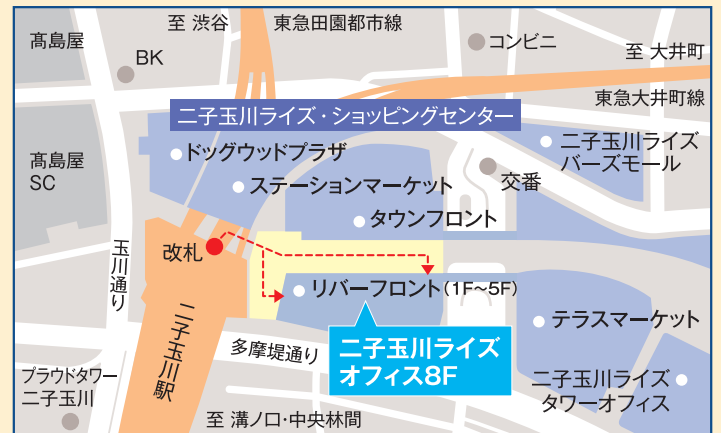 髙島屋
至 渋谷
東急田園都市線
BK
コンビニ
至 大井町
東急大井町線
二子玉川ライズ・ショッピングセンター
髙島屋
SC
ドッグウッドプラザ
ステーションマーケット
タウンフロント
交番
二子玉川ライズ
バーズモール
改札
玉川通り
リバーフロント(1F〜5F)
二子玉川ライズ
オフィス8F
テラスマーケット
二子玉川駅
多摩堤通り
プラウドタワー
二子玉川
二子玉川ライズ
タワーオフィス
至 溝ノ口・中央林間